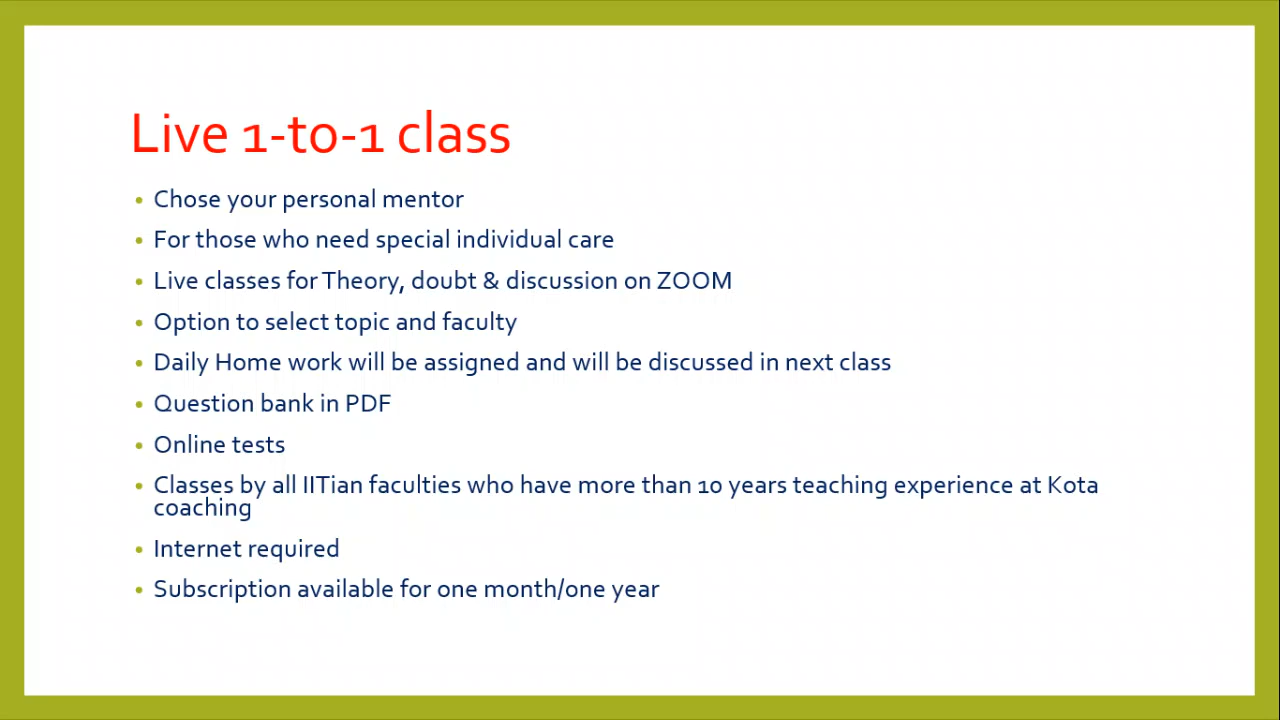 Live 1-to-1 class
• Chose your personal mentor
• For those who need special individual care
• Live classes for Theory, doubt & discussion on ZOOM
• Option to select topic and faculty
• Daily Home work will be assigned and will be discussed in next class
• Question bank in PDF
• Online tests
• Classes by all IITian faculties who have more than 10 years teaching experience at Kota
coaching
• Internet required
• Subscription available for one month/one year